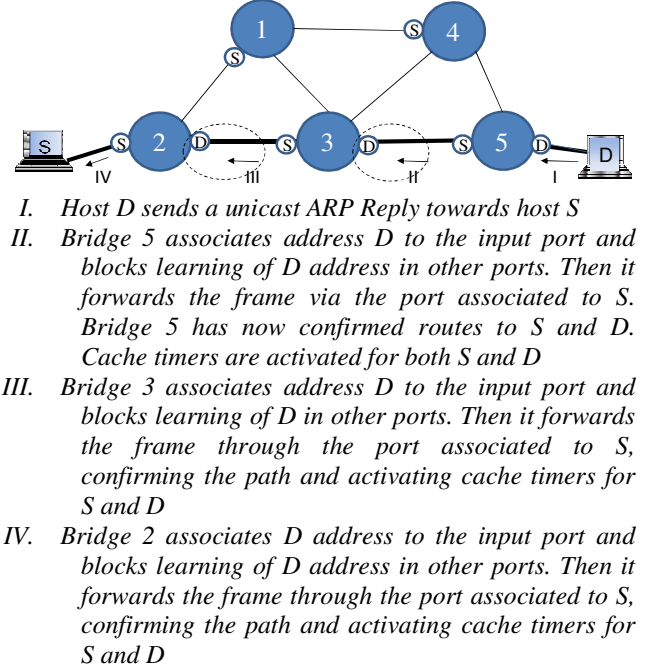 1
S
4
S
S
S
2
D
S
3
D
S
5
D
D
IV
III
II
I
I. Host D sends a unicast ARP Reply towards host S
II. Bridge 5 associates address D to the input port and
blocks learning of D address in other ports. Then it
forwards the frame via the port associated to S.
Bridge 5 has now confirmed routes to S and D.
Cache timers are activated for both S and D
III. Bridge 3 associates address D to the input port and
blocks learning of D in other ports. Then it forwards
the frame through the port associated to S,
confirming the path and activating cache timers for
S and D
IV. Bridge 2 associates D address to the input port and
blocks learning of D address in other ports. Then it
forwards the frame through the port associated to S,
confirming the path and activating cache timers for
S and D